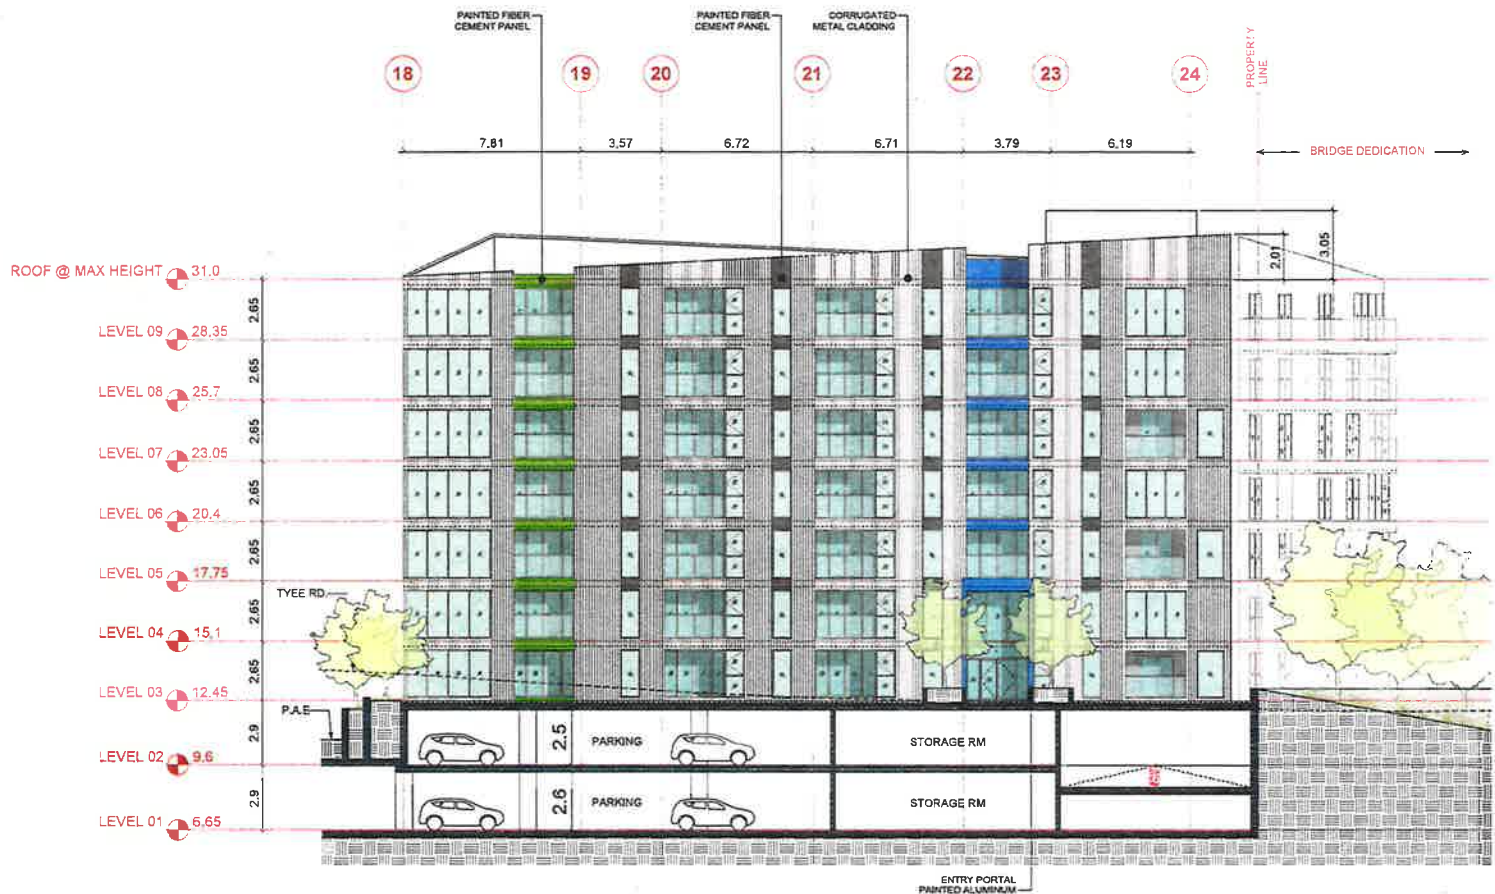 PAINTED FIBER
CEMENT PANEL
PAINTED FIBER
CEMENT PANEL
CORRUGATED
METAL CLADDING
18
19
20
21
22
23
24
PROPERTY
LINE
7.81
3.57
6.72
6.71
3.79
6.19
BRIDGE DEDICATION
2.01
3.05
ROOF @ MAX HEIGHT 31.0
2.65
LEVEL 09 28.35
2.65
LEVEL 08 25.7
2.65
LEVEL 07 23.05
2.65
LEVEL 06 20.4
2.65
LEVEL 05 17.75
2.65
TYEE RD.
LEVEL 04 15.1
2.65
LEVEL 03 12.45
P.A.E
2.9
2.5
PARKING
STORAGE RM
LEVEL 02 9.6
2.9
2.6
PARKING
STORAGE RM
LEVEL 01 6.65
ENTRY PORTAL
PAINTED ALUMINUM